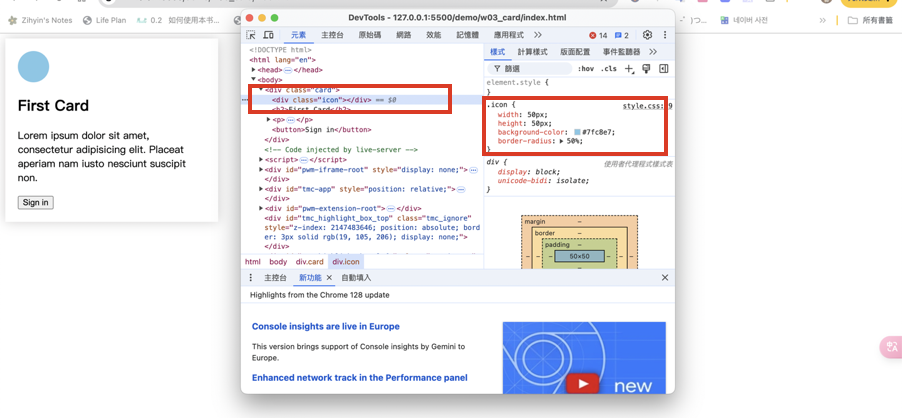 Zihyin's Notes
Life Plan
0.2 如何使用本书...
DevTools - 127.0.0.1:5500/demo/w03_card/index.html
つ...
네이버 사전
所有書籤
元素
主控台
原始碼
網路
效能
記憶體
應用程式
14
2
<!DOCTYPE html>
<html lang="en">
<head> </head>
<body>
<div class="card">
<div class="icon"></div> == $0
<h2>First Card</h2>
<p> </p>
<button>Sign in</button>
</div>
<!-- Code injected by live-server -->
<script> </script>
<div id="pwm-iframe-root" style="display: none;">
</div>
<div id="tmc-app" style="position: relative;">
</div>
<div id="pwm-extension-root"> </div>
<div id="tmc_highlight_box_top" class="tmc_ignore"
style="z-index: 2147483646; position: absolute; bord
er: 3px solid rgb(19, 105, 206); display: none;">
</div>
html body div.card div.icon
樣式
計算樣式
版面配置
事件監聽器
篩選
:hov .cls
element.style {
}
.icon {
style.css:
9
width: 50px;
height: 50px;
background-color: #7fc8e7;
border-radius: 50%;
}
div {
使用者代理程式樣式表
display: block;
unicode-bidi: isolate;
}
margin
–
border
–
padding
–
50×50
First Card
Lorem ipsum dolor sit amet,
consectetur adipisicing elit. Placeat
aperiam nam iusto nesciunt suscipit
non.
Sign in
主控台
新功能
自動填入
Highlights from the Chrome 128 update
Console insights are live in Europe
This version brings support of Console insights by Gemini to
Europe.
Enhanced network track in the Performance panel
new